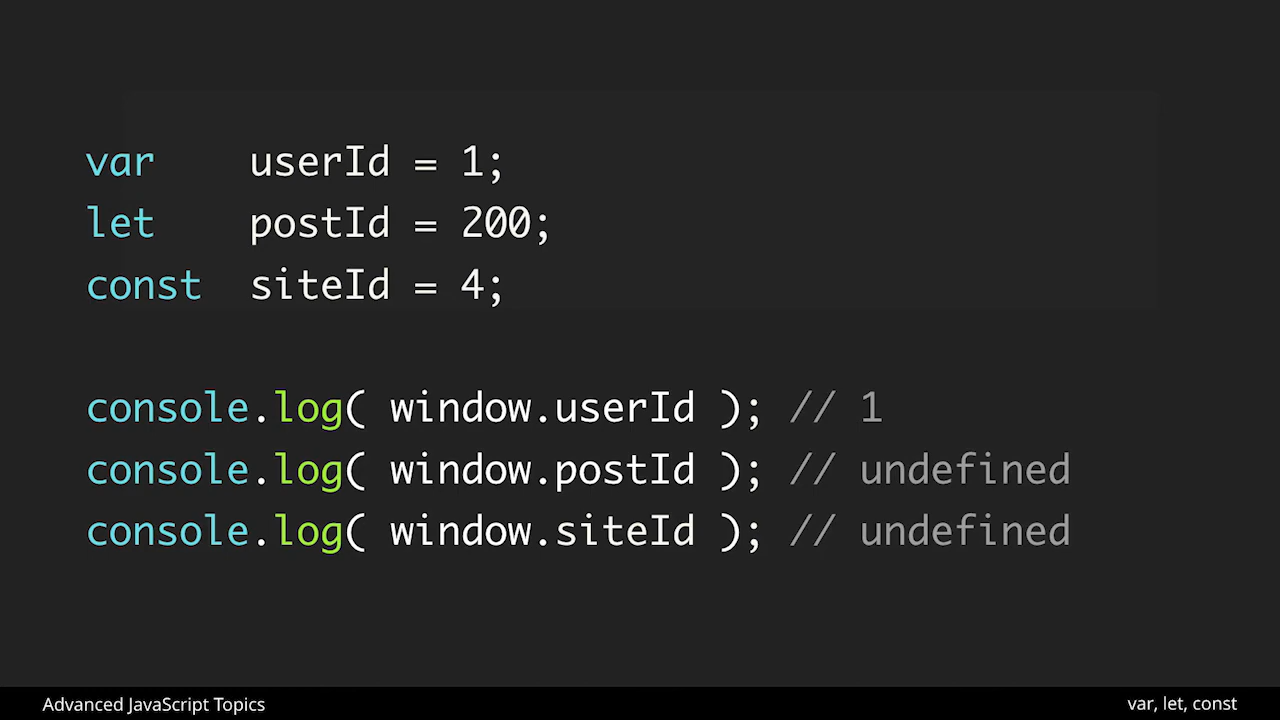 var    userId = 1;
let    postId = 200;
const  siteId = 4;
console.log( window.userId ); // 1
console.log( window.postId ); // undefined
console.log( window.siteId ); // undefined
Advanced JavaScript Topics
var, let, const